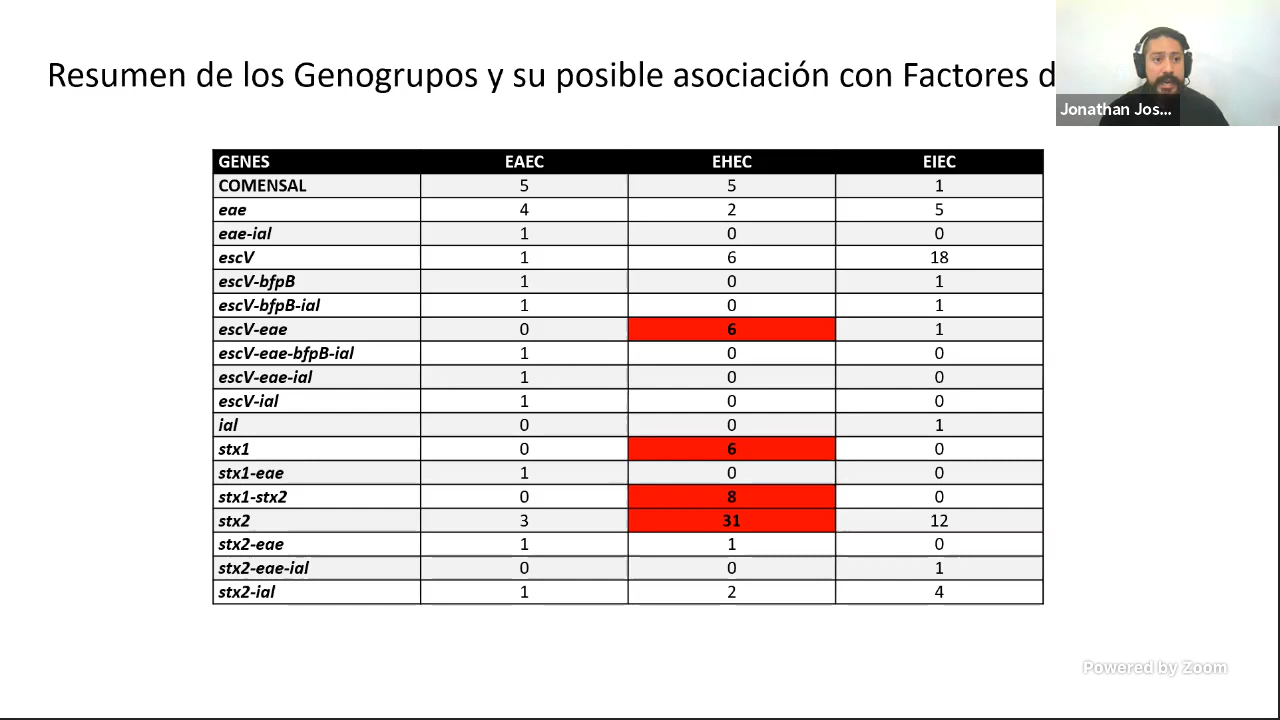 Resumen de los Genogrupos y su posible asociación con Factores d
Jonathan Jos...
GENES EAEC EHEC EIEC
COMENSAL 5 5 1
eae 4 2 5
eae-ial 1 0 0
escV 1 6 18
escV-bfpB 1 0 1
escV-bfpB-ial 1 0 1
escV-eae 0 6 1
escV-eae-bfpB-ial 1 0 0
escV-eae-ial 1 0 0
escV-ial 1 0 0
ial 0 0 1
stx1 0 6 0
stx1-eae 1 0 0
stx1-stx2 0 8 0
stx2 3 31 12
stx2-eae 1 1 0
stx2-eae-ial 0 0 1
stx2-ial 1 2 4
Powered by Zoom